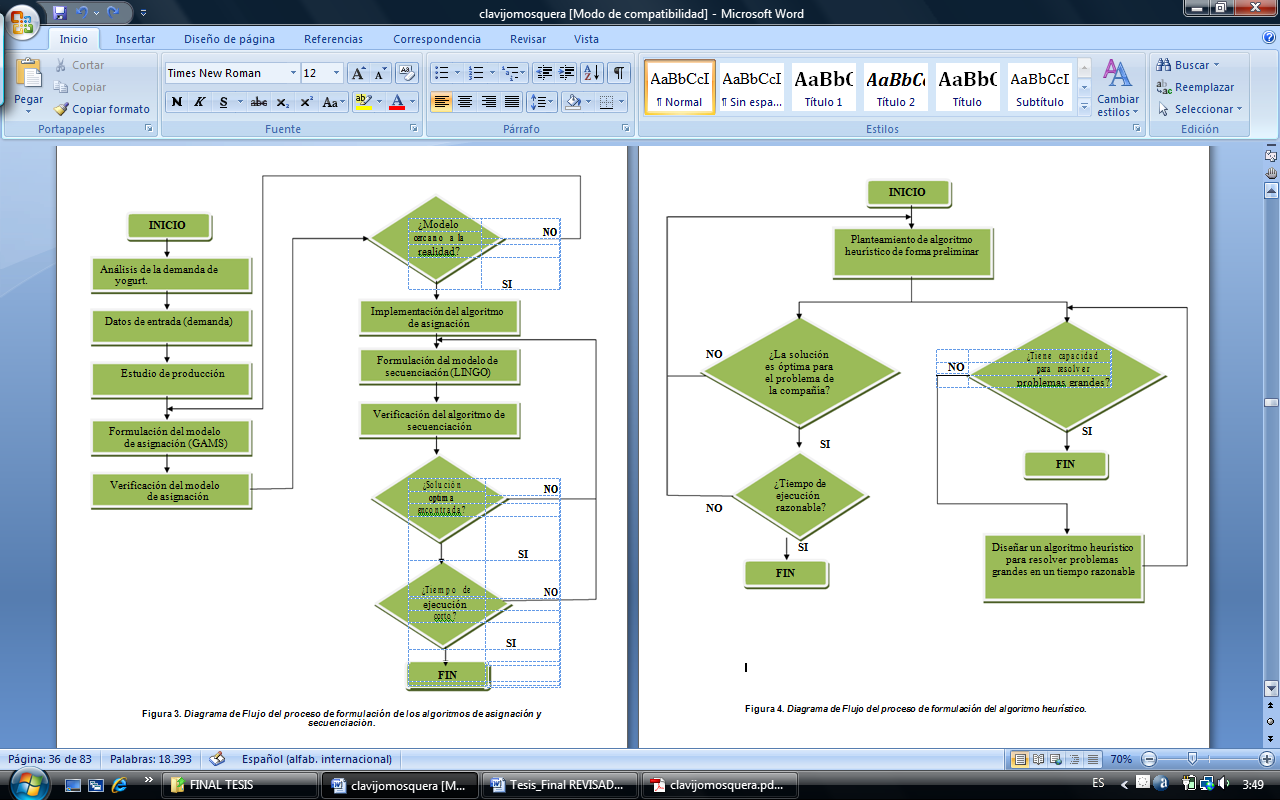 clavijomosquera [Modo de compatibilidad] - Microsoft Word
Inicio Insertar Diseño de página Referencias Correspondencia Revisar Vista
Pegar
Cortar
Copiar
Copiar formato
Portapapeles
Times New Roman 12
N K S abc x₂ x² Aa
Fuente
Párrafo
AaBbCcI AaBbCcI AaBbC AaBbCc AaBbC AaBbCcI
¶ Normal ¶ Sin espa... Título 1 Título 2 Título Subtítulo
Cambiar
estilos
Estilos
Buscar
Reemplazar
Seleccionar
Edición
INICIO
Análisis de la demanda de
yogurt.
Datos de entrada (demanda)
Estudio de producción
Formulación del modelo
de asignación (GAMS)
Verificación del modelo
de asignación
¿Modelo
cercano a la
realidad?
NO
SI
Implementación del algoritmo
de asignación
Formulación del modelo de
secuenciación (LINGO)
Verificación del algoritmo de
secuenciación
¿Solución
optima
encontrada?
NO
SI
¿Tiempo de
ejecución
corto?
NO
SI
FIN
Figura 3. Diagrama de Flujo del proceso de formulación de los algoritmos de asignación y
secuenciación.
INICIO
Planteamiento de algoritmo
heurístico de forma preliminar
NO
¿La solución
es óptima para
el problema de
la compañía?
SI
¿Tiempo de
ejecución
razonable?
NO
SI
FIN
NO
¿Tiene capacidad
para resolver
problemas grandes?
SI
FIN
Diseñar un algoritmo heurístico
para resolver problemas
grandes en un tiempo razonable
Figura 4. Diagrama de Flujo del proceso de formulación del algoritmo heurístico.
Página: 36 de 83 Palabras: 18.393 Español (alfab. internacional) 70%
FINAL TESIS clavijomosquera [M... Tesis_Final REVISAD... clavijomosquera.pd... ES 3:49